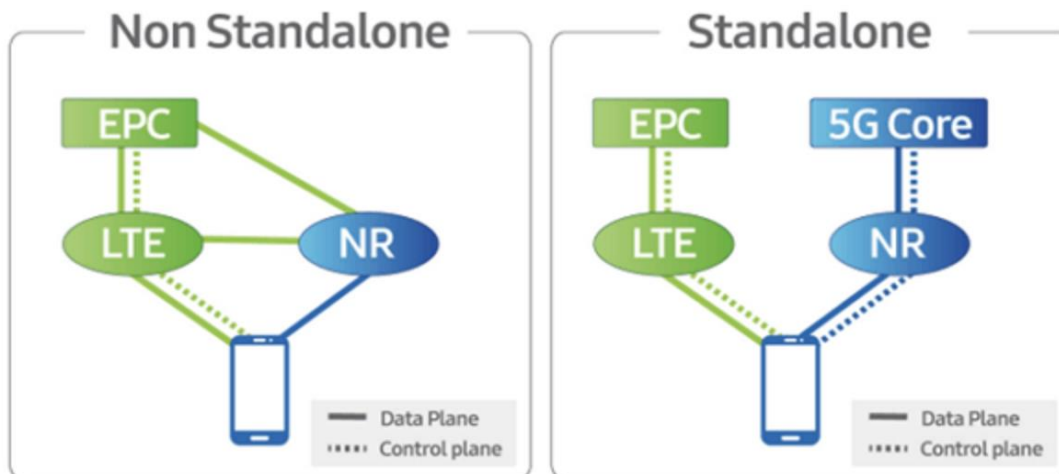 Non Standalone
EPC
LTE
NR
Data Plane
Control plane
Standalone
EPC
5G Core
LTE
NR
Data Plane
Control plane